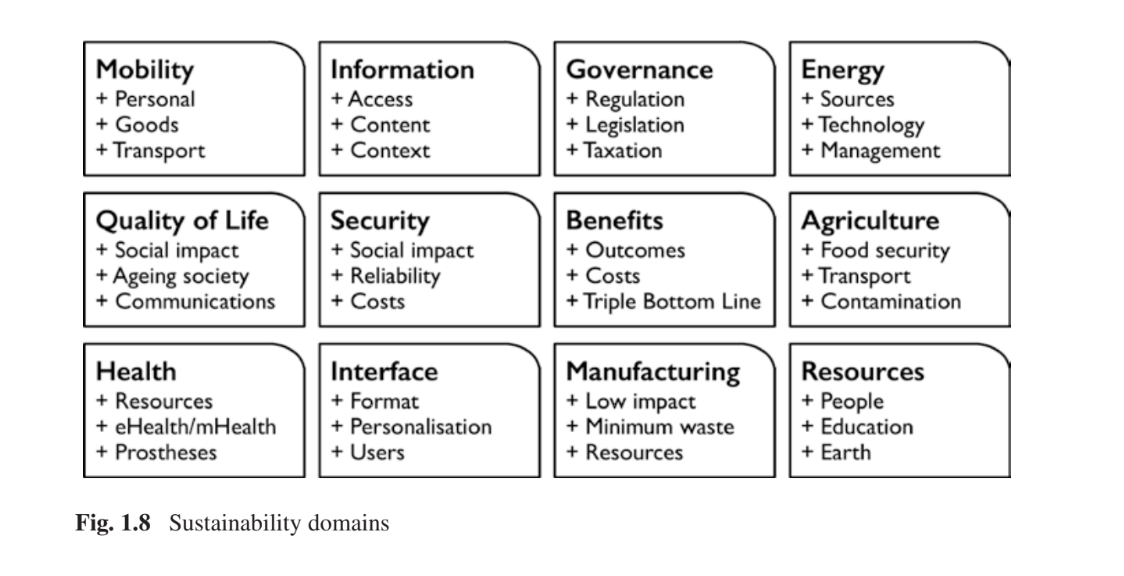 Mobility
+ Personal
+ Goods
+ Transport
Information
+ Access
+ Content
+ Context
Governance
+ Regulation
+ Legislation
+ Taxation
Energy
+ Sources
+ Technology
+ Management
Quality of Life
+ Social impact
+ Ageing society
+ Communications
Security
+ Social impact
+ Reliability
+ Costs
Benefits
+ Outcomes
+ Costs
+ Triple Bottom Line
Agriculture
+ Food security
+ Transport
+ Contamination
Health
+ Resources
+ eHealth/mHealth
+ Prostheses
Interface
+ Format
+ Personalisation
+ Users
Manufacturing
+ Low impact
+ Minimum waste
+ Resources
Resources
+ People
+ Education
+ Earth
Fig. 1.8 Sustainability domains